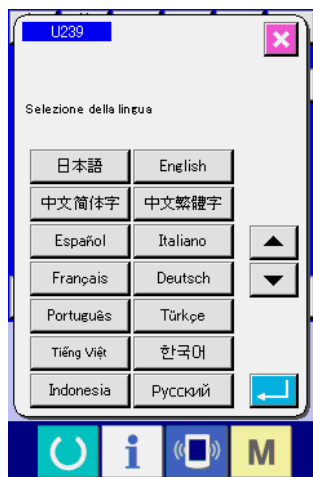 U239
Selezione della lingua
日本語 English
中文简体字 中文繁體字
Español Italiano
Français Deutsch
Português Türkçe
Tiếng Việt 한국어
Indonesia Русский
i M